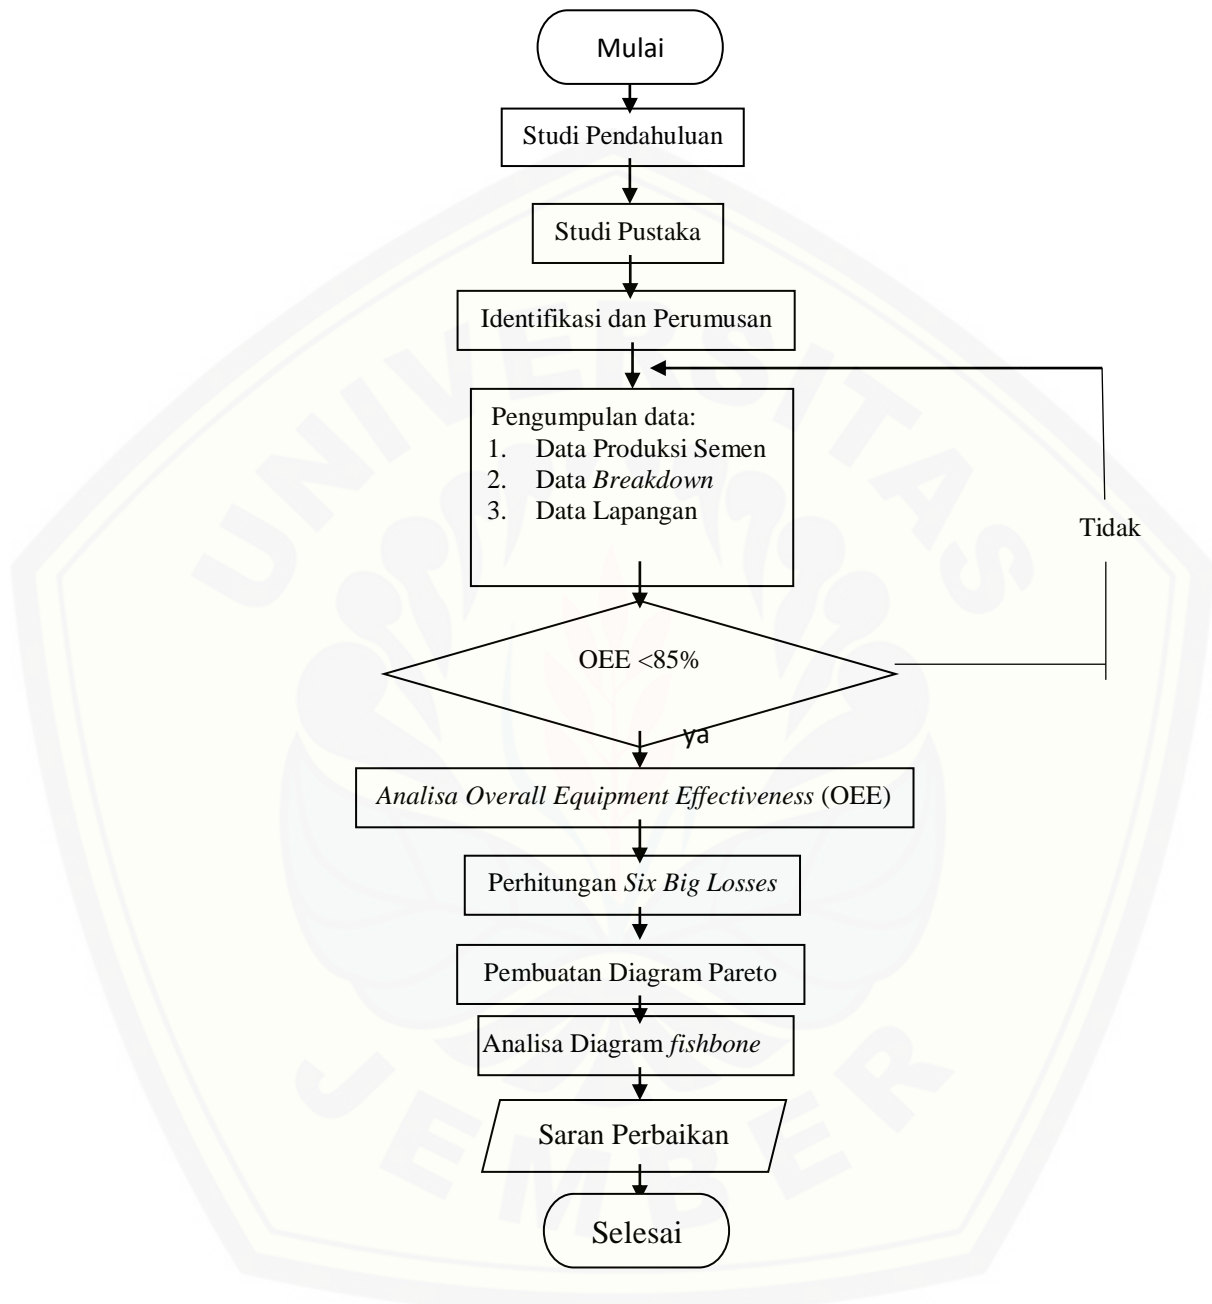 Mulai
Studi Pendahuluan
Studi Pustaka
Identifikasi dan Perumusan
Pengumpulan data:
1. Data Produksi Semen
2. Data Breakdown
3. Data Lapangan
Tidak
OEE <85%
ya
Analisa Overall Equipment Effectiveness (OEE)
Perhitungan Six Big Losses
Pembuatan Diagram Pareto
Analisa Diagram fishbone
Saran Perbaikan
Selesai
UNIVERSITAS
JEMBER